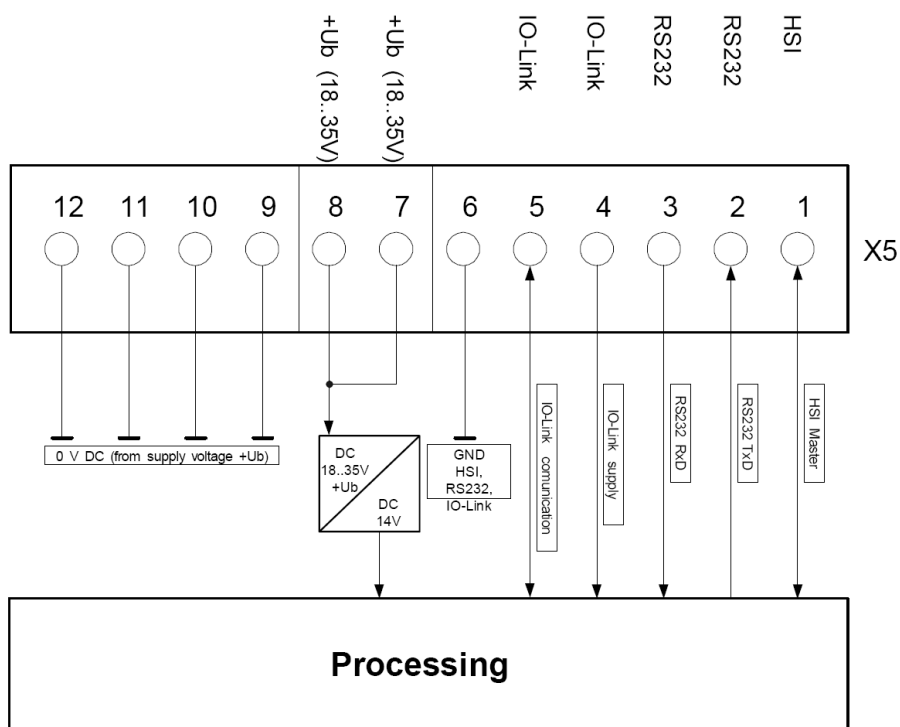 +Ub (18..35V)
+Ub (18..35V)
IO-Link
IO-Link
RS232
RS232
HSI
12 11 10 9 8 7 6 5 4 3 2 1
X5
0 V DC (from supply voltage +Ub)
DC
18..35V
+Ub
DC
14V
GND
HSI,
RS232,
IO-Link
IO-Link comunication
IO-Link supply
RS232 RxD
RS232 TxD
HSI Master
Processing